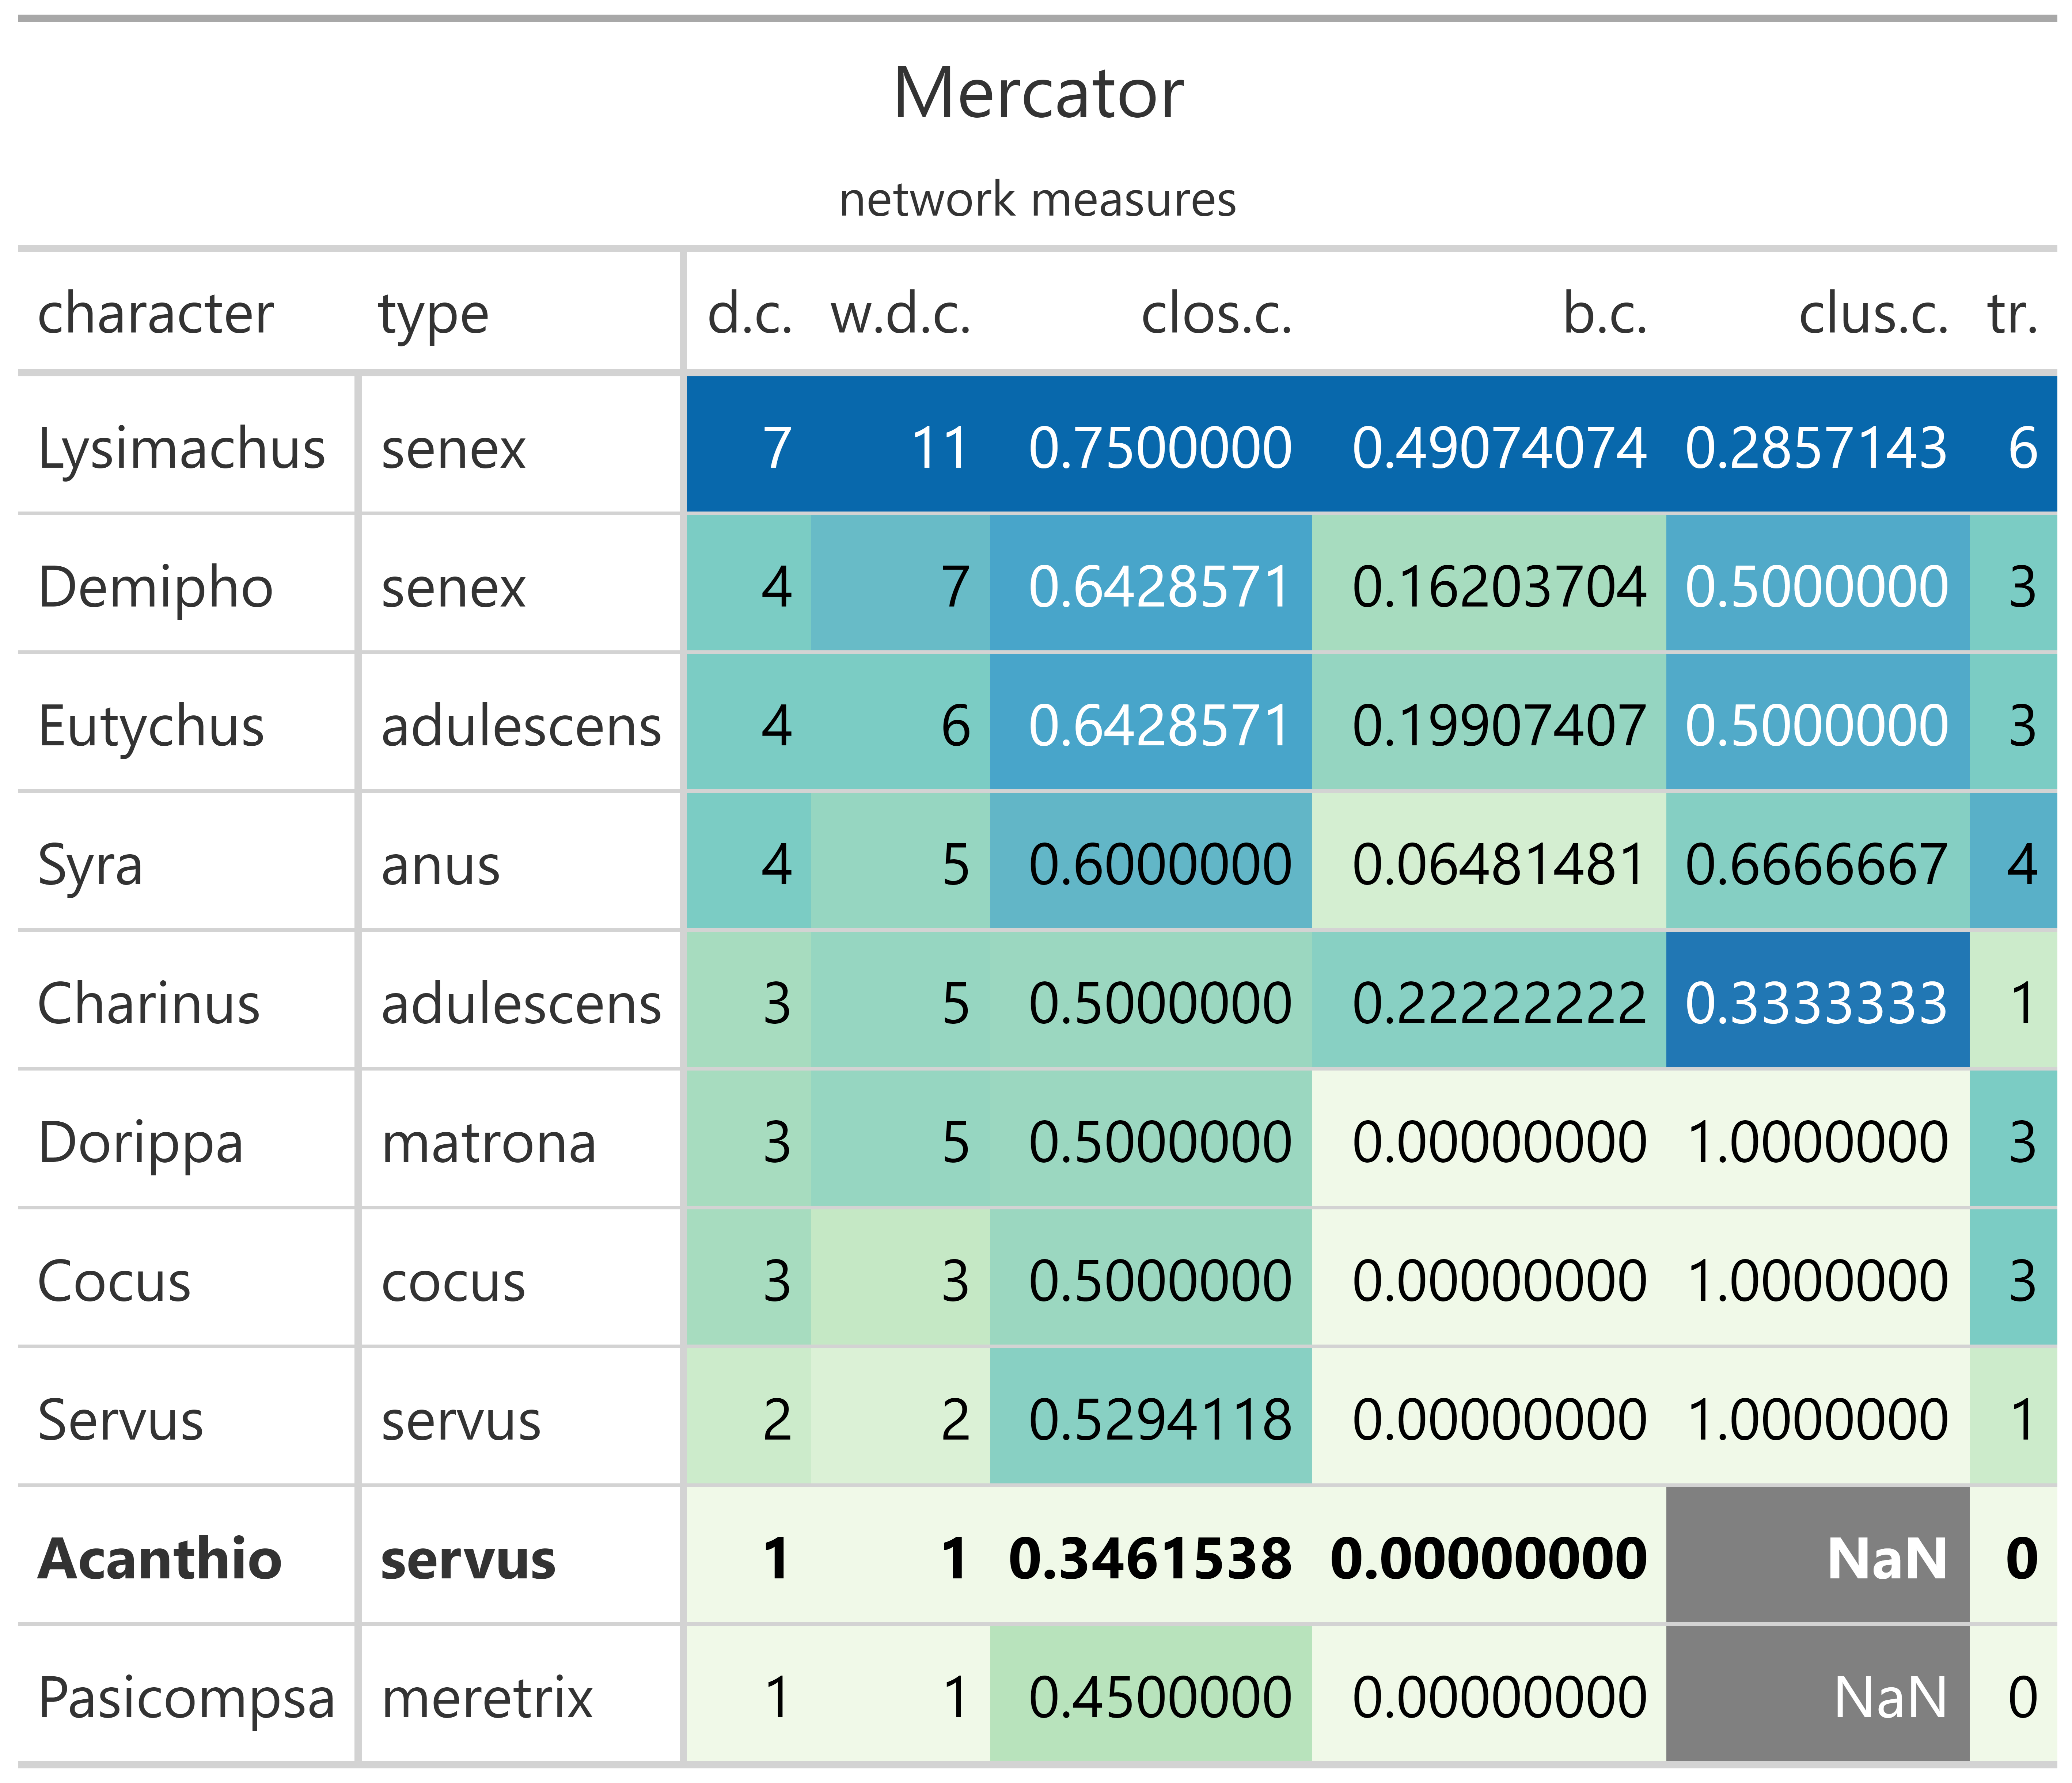 Mercator
network measures
character type d.c. w.d.c. clos.c. b.c. clus.c. tr.
Lysimachus senex 7 11 0.7500000 0.49074074 0.2857143 6
Demipho senex 4 7 0.6428571 0.16203704 0.5000000 3
Eutychus adulescens 4 6 0.6428571 0.19907407 0.5000000 3
Syra anus 4 5 0.6000000 0.06481481 0.6666667 4
Charinus adulescens 3 5 0.5000000 0.22222222 0.3333333 1
Dorippa matrona 3 5 0.5000000 0.00000000 1.0000000 3
Cocus cocus 3 3 0.5000000 0.00000000 1.0000000 3
Servus servus 2 2 0.5294118 0.00000000 1.0000000 1
Acanthio servus 1 1 0.3461538 0.00000000 NaN 0
Pasicompsa meretrix 1 1 0.4500000 0.00000000 NaN 0